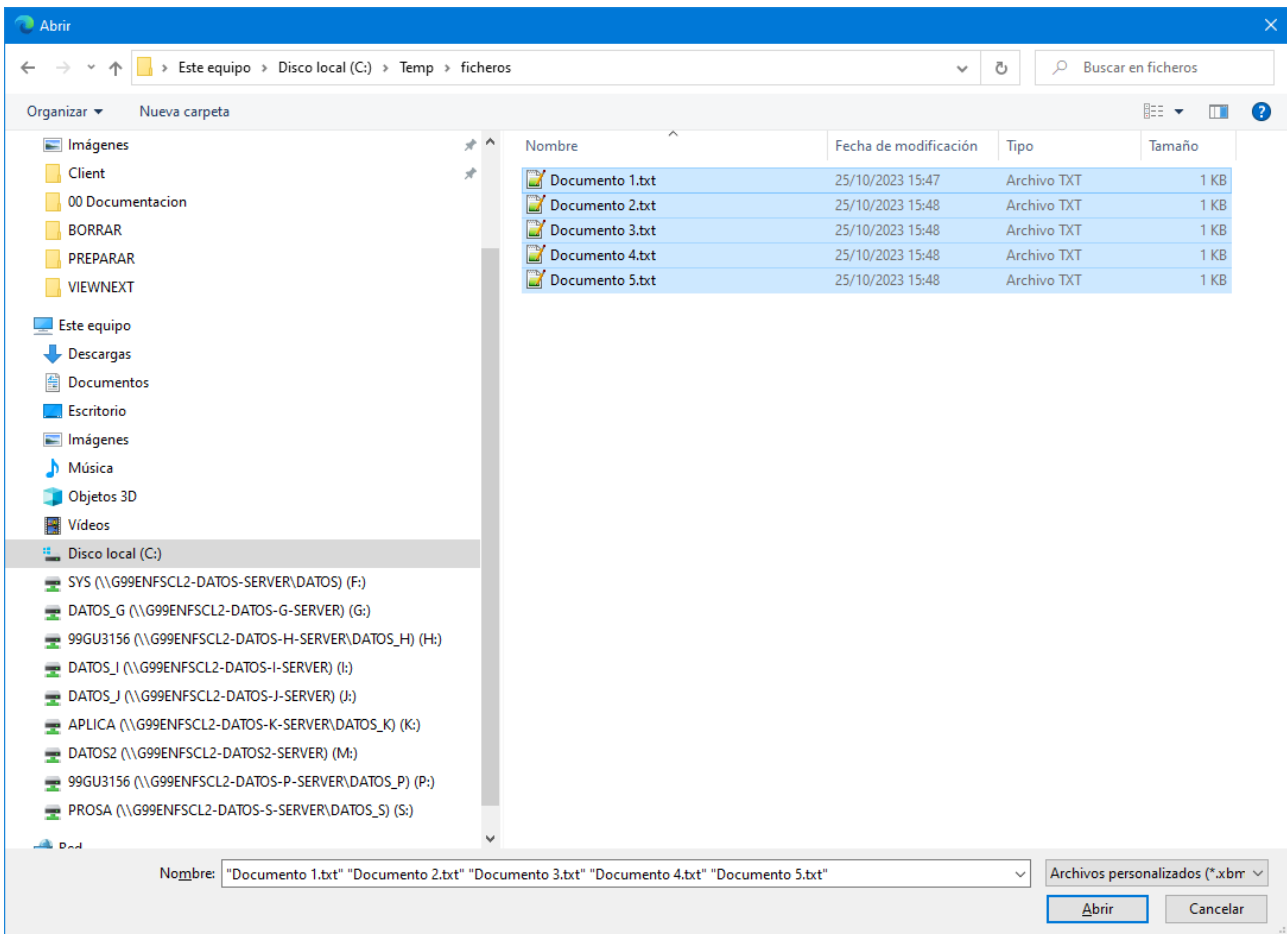 Abrir
Este equipo > Disco local (C:) > Temp > ficheros
Buscar en ficheros
Organizar
Nueva carpeta
Imágenes
Client
00 Documentacion
BORRAR
PREPARAR
VIEWNEXT
Este equipo
Descargas
Documentos
Escritorio
Imágenes
Música
Objetos 3D
Vídeos
Disco local (C:)
SYS (\\G99ENFSCL2-DATOS-SERVER\DATOS) (F:)
DATOS_G (\\G99ENFSCL2-DATOS-G-SERVER) (G:)
99GU3156 (\\G99ENFSCL2-DATOS-H-SERVER\DATOS_H) (H:)
DATOS_I (\\G99ENFSCL2-DATOS-I-SERVER) (I:)
DATOS_J (\\G99ENFSCL2-DATOS-J-SERVER) (J:)
APLICA (\\G99ENFSCL2-DATOS-K-SERVER\DATOS_K) (K:)
DATOS2 (\\G99ENFSCL2-DATOS2-SERVER) (M:)
99GU3156 (\\G99ENFSCL2-DATOS-P-SERVER\DATOS_P) (P:)
PROSA (\\G99ENFSCL2-DATOS-S-SERVER\DATOS_S) (S:)
Red
Nombre Fecha de modificación Tipo Tamaño
Documento 1.txt 25/10/2023 15:47 Archivo TXT 1 KB
Documento 2.txt 25/10/2023 15:48 Archivo TXT 1 KB
Documento 3.txt 25/10/2023 15:48 Archivo TXT 1 KB
Documento 4.txt 25/10/2023 15:48 Archivo TXT 1 KB
Documento 5.txt 25/10/2023 15:48 Archivo TXT 1 KB
Nombre: "Documento 1.txt" "Documento 2.txt" "Documento 3.txt" "Documento 4.txt" "Documento 5.txt"
Archivos personalizados (*.xbm
Abrir
Cancelar